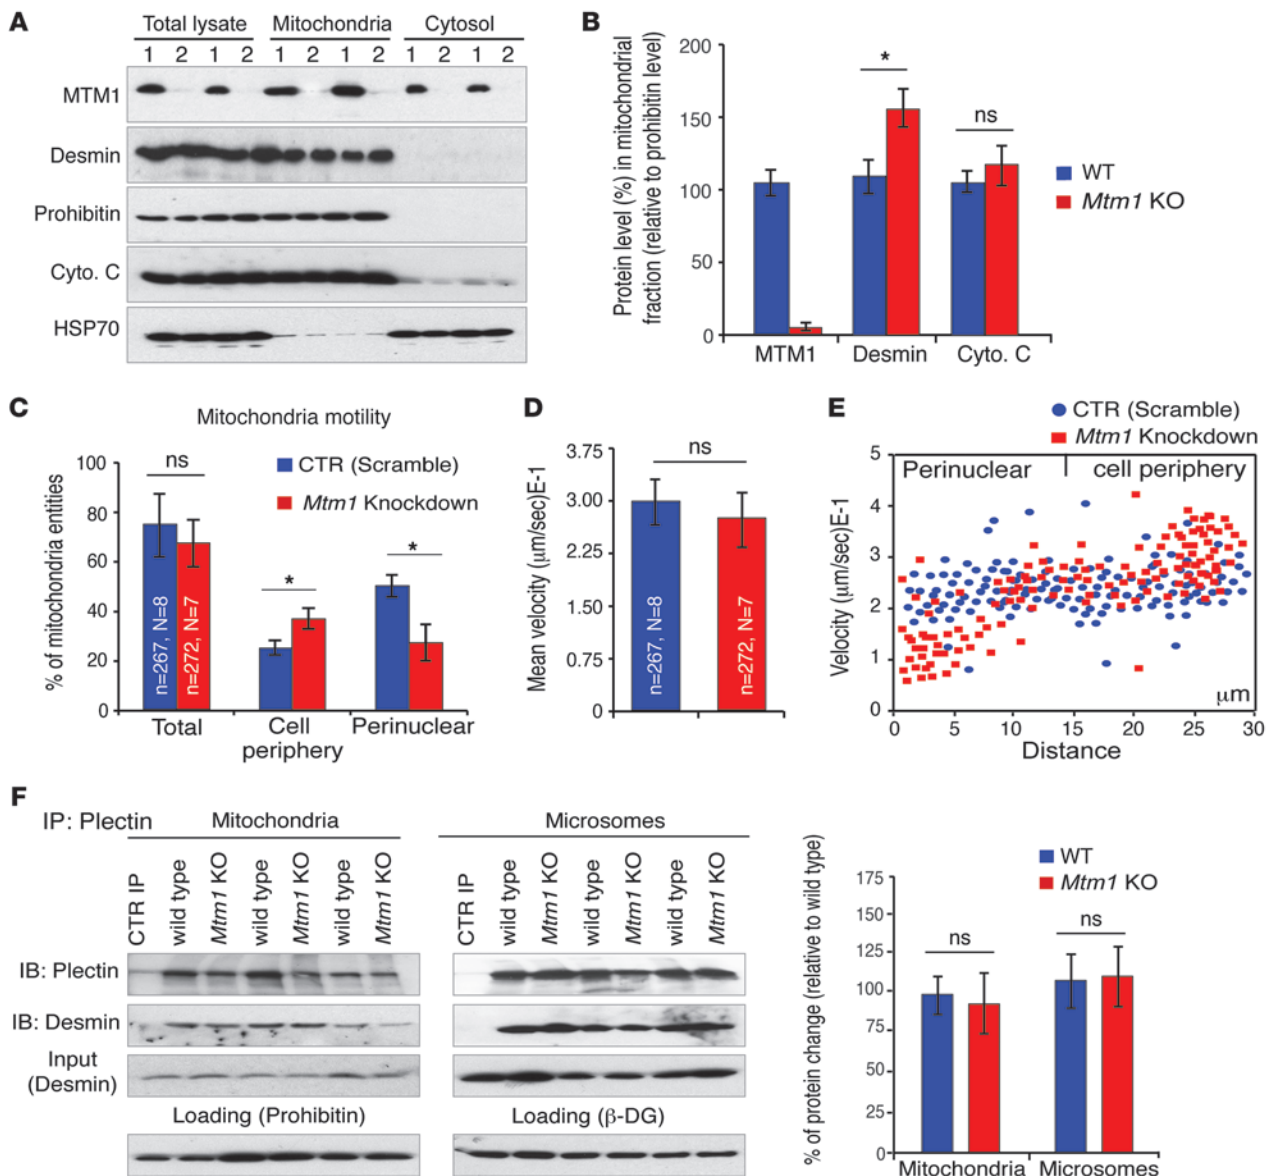 A
Total lysate Mitochondria Cytosol
1 2 1 2 1 2 1 2 1 2 1 2
MTM1
Desmin
Prohibitin
Cyto. C
HSP70
B
Protein level (%) in mitochondrial
fraction (relative to prohibitin level)
200
150
100
50
0
*
ns
MTM1 Desmin Cyto. C
WT
Mtm1 KO
C
Mitochondria motility
% of mitochondria entities
100
80
60
40
20
0
ns
*
*
CTR (Scramble)
Mtm1 Knockdown
n=267, N=8
n=272, N=7
Total Cell periphery Perinuclear
D
Mean velocity (μm/sec)E-1
3.75
3.00
2.25
1.50
0.75
0
ns
n=267, N=8
n=272, N=7
E
CTR (Scramble)
Mtm1 Knockdown
Velocity (μm/sec)E-1
5
4
3
2
1
0
Perinuclear cell periphery
μm
0 5 10 15 20 25 30
Distance
F
IP: Plectin Mitochondria Microsomes
CTR IP
wild type
Mtm1 KO
wild type
Mtm1 KO
wild type
Mtm1 KO
CTR IP
wild type
Mtm1 KO
wild type
Mtm1 KO
wild type
Mtm1 KO
IB: Plectin
IB: Desmin
Input
(Desmin)
Loading (Prohibitin) Loading (β-DG)
% of protein change (relative to wild type)
175
150
125
100
75
50
25
0
WT
Mtm1 KO
ns
ns
Mitochondria Microsomes